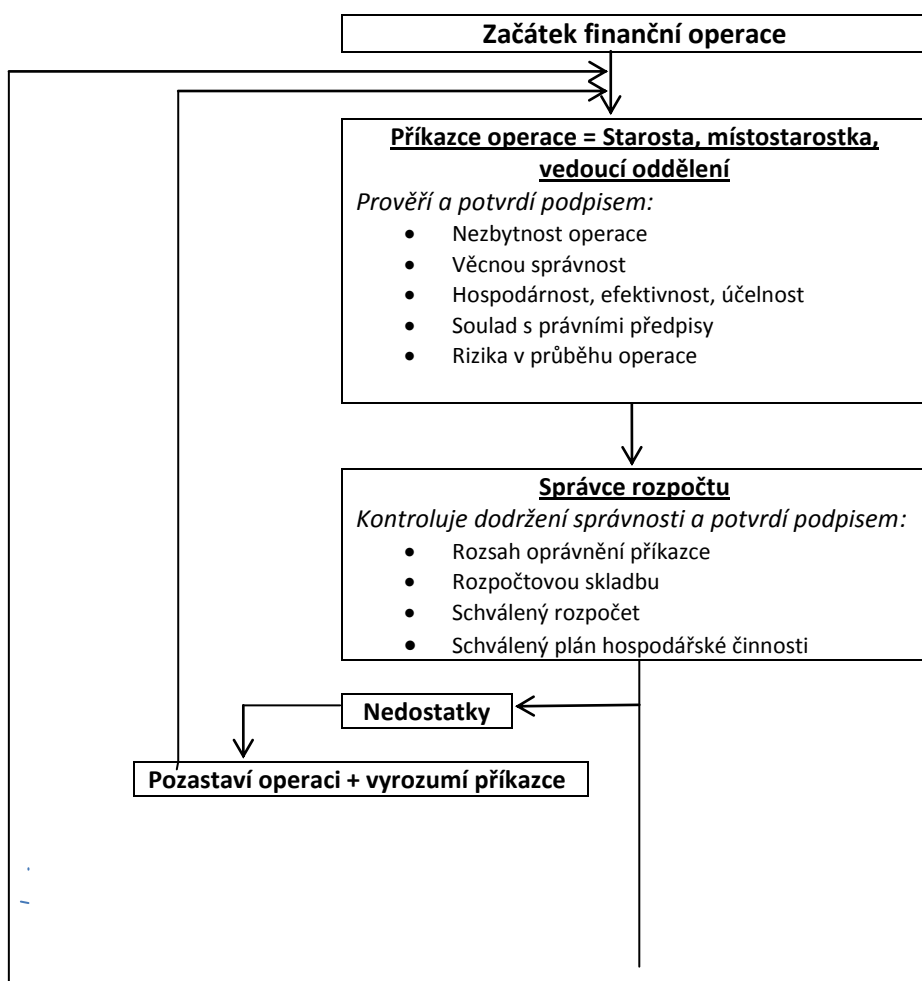 Začátek finanční operace
Příkazce operace = Starosta, místostarostka,
vedoucí oddělení
Prověří a potvrdí podpisem:
• Nezbytnost operace
• Věcnou správnost
• Hospodárnost, efektivnost, účelnost
• Soulad s právními předpisy
• Rizika v průběhu operace
Správce rozpočtu
Kontroluje dodržení správnosti a potvrdí podpisem:
• Rozsah oprávnění příkazce
• Rozpočtovou skladbu
• Schválený rozpočet
• Schválený plán hospodářské činnosti
Nedostatky
Pozastaví operaci + vyrozumí příkazce